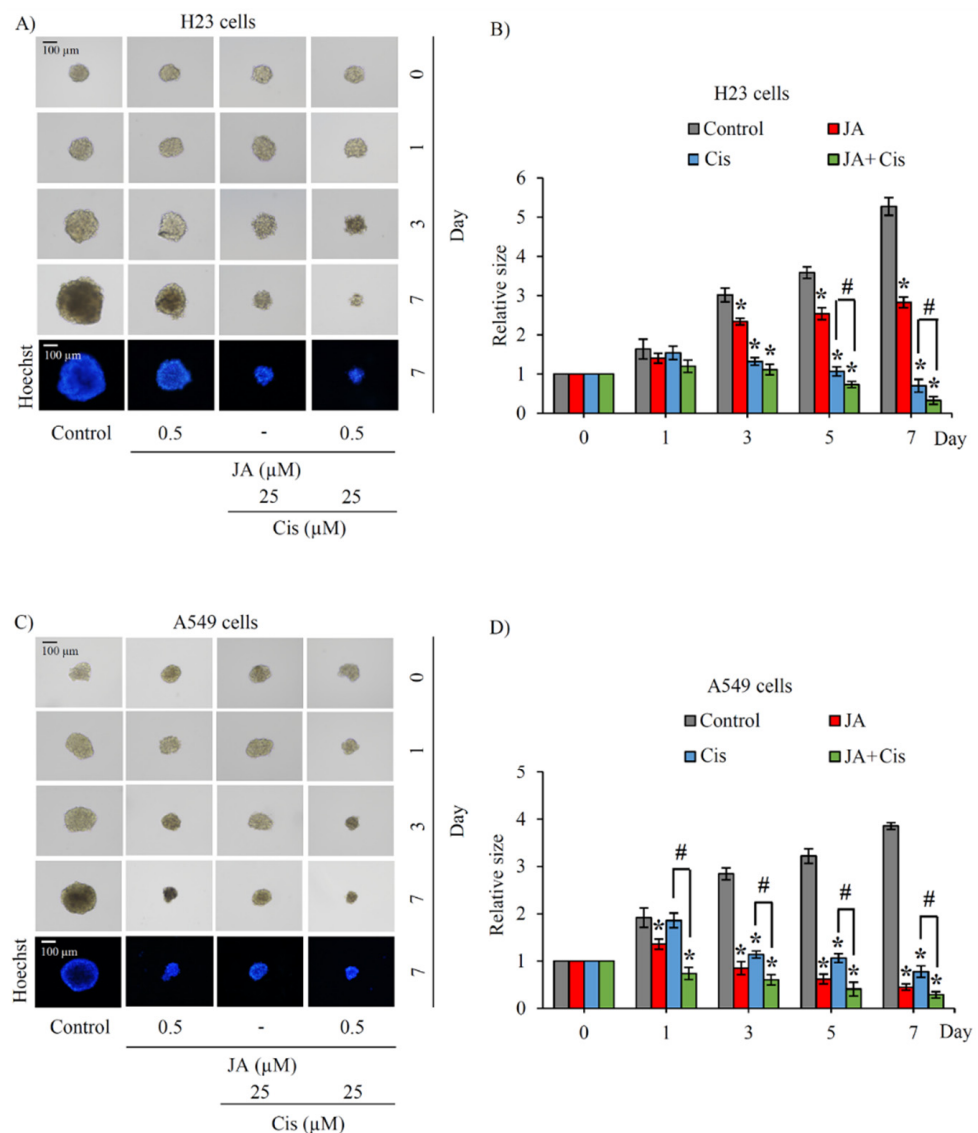 A)
H23 cells
100 µm
0
1
3
7
Day
Hoechst
100 µm
7
Control
0.5
-
0.5
JA (µM)
25
25
Cis (µM)
B)
H23 cells
Control
JA
Cis
JA+Cis
Relative size
6
5
4
3
2
1
0
* * *
* # * *
* # * *
0 1 3 5 7 Day
C)
A549 cells
100 µm
0
1
3
7
Day
Hoechst
100 µm
7
Control
0.5
-
0.5
JA (µM)
25
25
Cis (µM)
D)
A549 cells
Control
JA
Cis
JA+Cis
Relative size
5
4
3
2
1
0
* # *
* * # *
* * # *
* * # *
0 1 3 5 7 Day